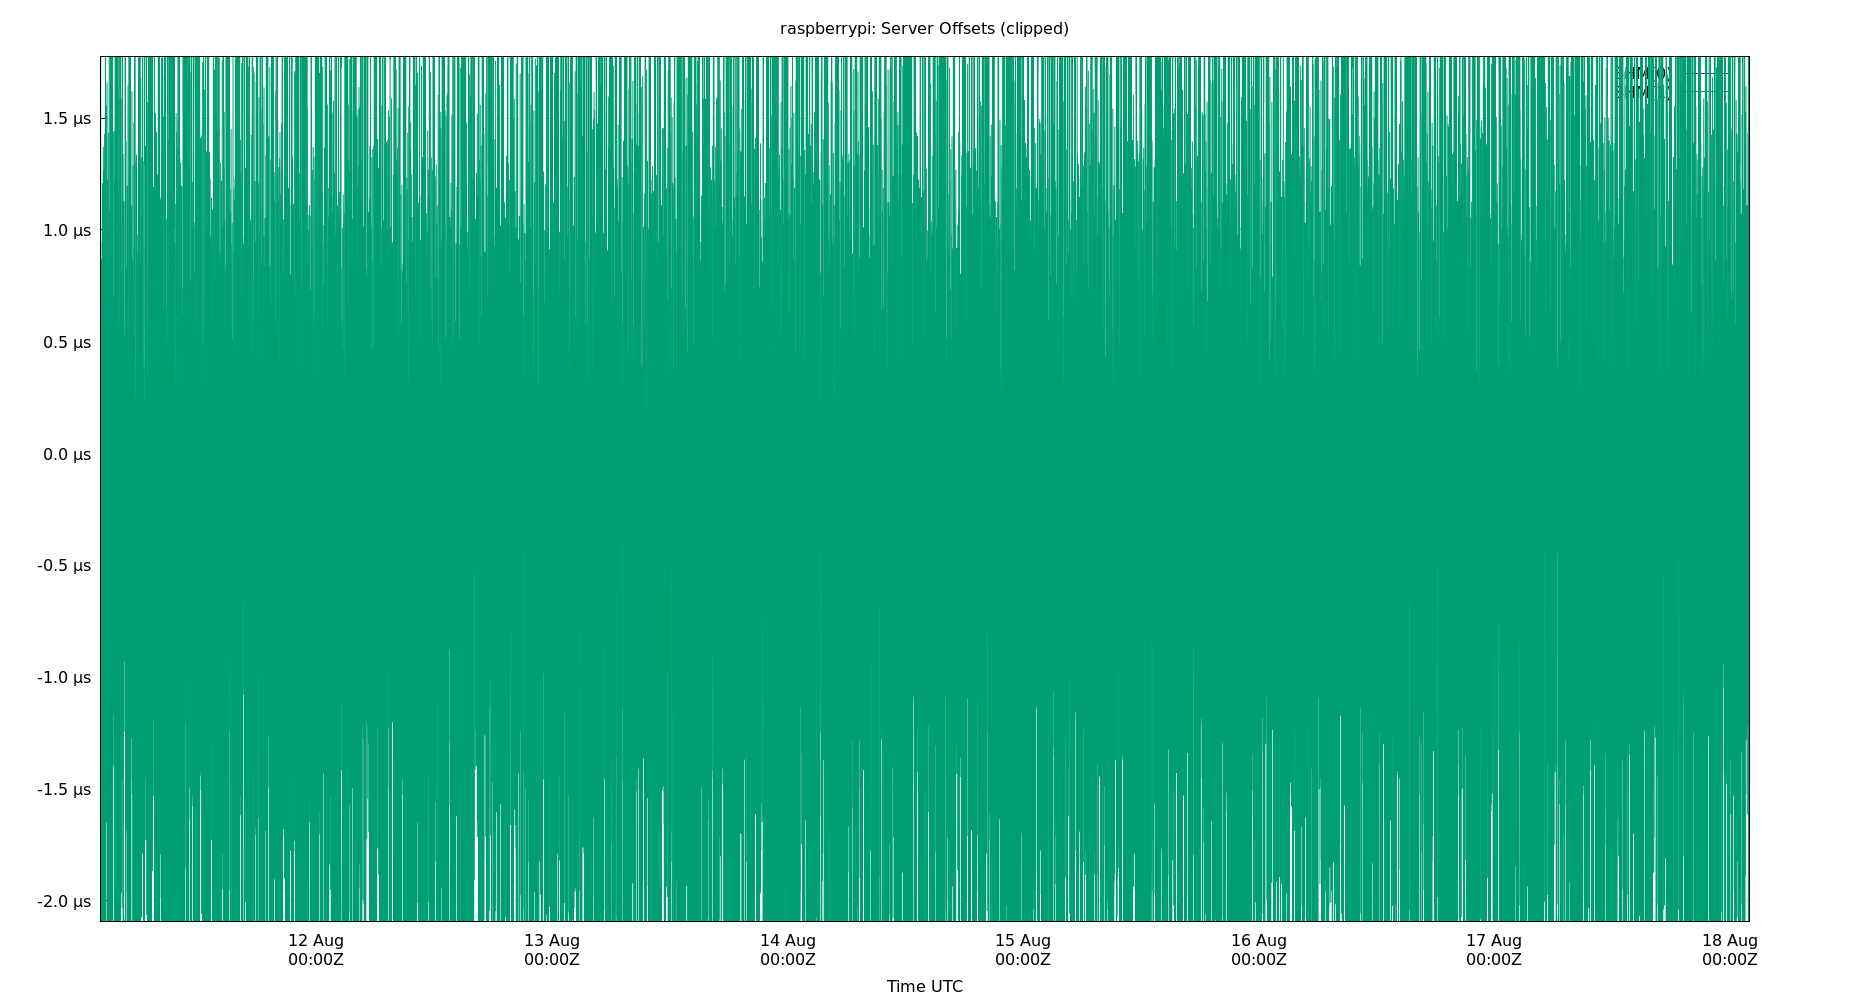 raspberrypi: Server Offsets (clipped)
1.5 µs
1.0 µs
0.5 µs
0.0 µs
-0.5 µs
-1.0 µs
-1.5 µs
-2.0 µs
12 Aug
00:00Z
13 Aug
00:00Z
14 Aug
00:00Z
15 Aug
00:00Z
16 Aug
00:00Z
17 Aug
00:00Z
18 Aug
00:00Z
Time UTC